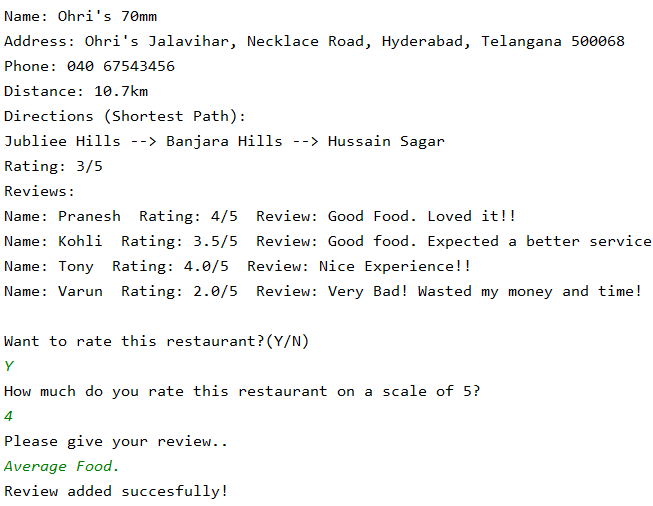 Name: Ohri's 70mm
Address: Ohri's Jalavihar, Necklace Road, Hyderabad, Telangana 500068
Phone: 040 67543456
Distance: 10.7km
Directions (Shortest Path):
Jubliee Hills --> Banjara Hills --> Hussain Sagar
Rating: 3/5
Reviews:
Name: Pranesh  Rating: 4/5  Review: Good Food. Loved it!!
Name: Kohli  Rating: 3.5/5  Review: Good food. Expected a better service
Name: Tony  Rating: 4.0/5  Review: Nice Experience!!
Name: Varun  Rating: 2.0/5  Review: Very Bad! Wasted my money and time!
Want to rate this restaurant?(Y/N)
Y
How much do you rate this restaurant on a scale of 5?
4
Please give your review..
Average Food.
Review added succesfully!